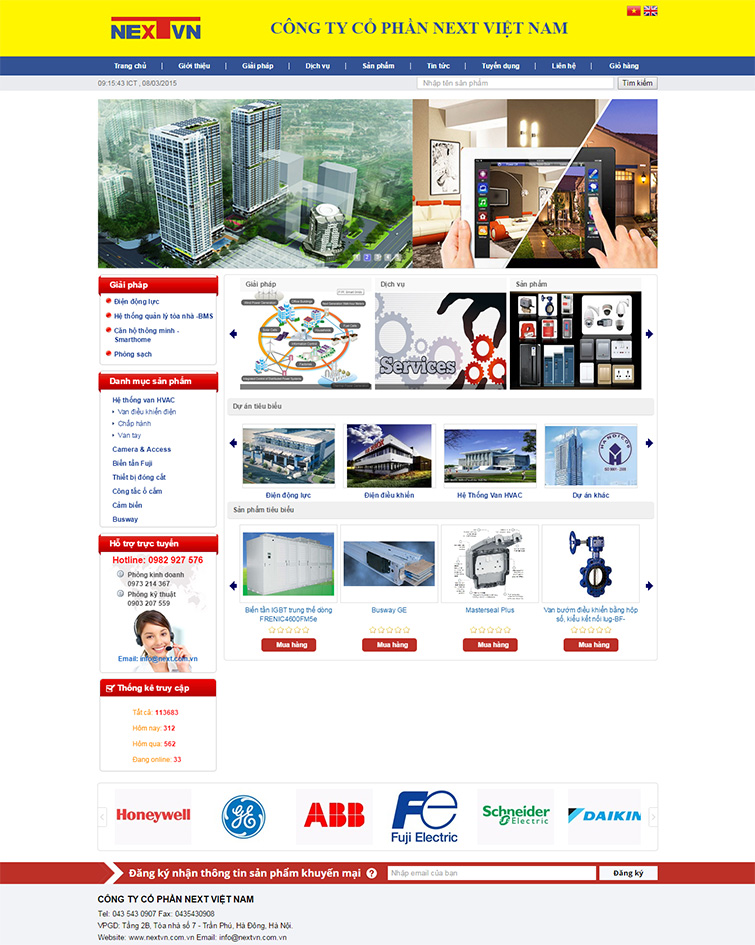 NEXTVN
CÔNG TY CỔ PHẦN NEXT VIỆT NAM
Trang chủ | Giới thiệu | Giải pháp | Dịch vụ | Sản phẩm | Tin tức | Tuyển dụng | Liên hệ | Giỏ hàng
09:15:43 ICT , 08/03/2015
Nhập tên sản phẩm
Tìm kiếm
1 2 3 4 5
Giải pháp
Điện động lực
Hệ thống quản lý tòa nhà -BMS
Căn hộ thông minh -
Smarthome
Phòng sạch
Danh mục sản phẩm
Hệ thống van HVAC
Van điều khiển điện
Chấp hành
Van tay
Camera & Access
Biến tần Fuji
Thiết bị đóng cắt
Công tắc ổ cắm
Cảm biến
Busway
Hỗ trợ trực tuyến
Hotline: 0982 927 576
Phòng kinh doanh
0973 214 367
Phòng kỹ thuật
0903 207 559
Email: info@next.com.vn
Thống kê truy cập
Tất cả: 113683
Hôm nay: 312
Hôm qua: 562
Đang online: 33
Giải pháp
Dịch vụ
Services
Sản phẩm
Dự án tiêu biểu
HANDICO
Điện động lực
Điện điều khiển
Hệ Thống Van HVAC
Dự án khác
Sản phẩm tiêu biểu
Biến tần IGBT trung thế dòng
FRENIC4600FM5e
Busway GE
Masterseal Plus
Van bướm điều khiển bằng hộp
số, kiểu kết nối lug-BF-
Mua hàng
Mua hàng
Mua hàng
Mua hàng
Honeywell
GE
ABB
Fe
Fuji Electric
Schneider
Electric
DAIKIN
Đăng ký nhận thông tin sản phẩm khuyến mại ?
Nhập email của bạn
Đăng ký
CÔNG TY CỔ PHẦN NEXT VIỆT NAM
Tel: 043 543 0907 Fax: 0435430908
VPGD: Tầng 2B, Tòa nhà số 7 - Trần Phú, Hà Đông, Hà Nội.
Website: www.nextvn.com.vn Email: info@nextvn.com.vn